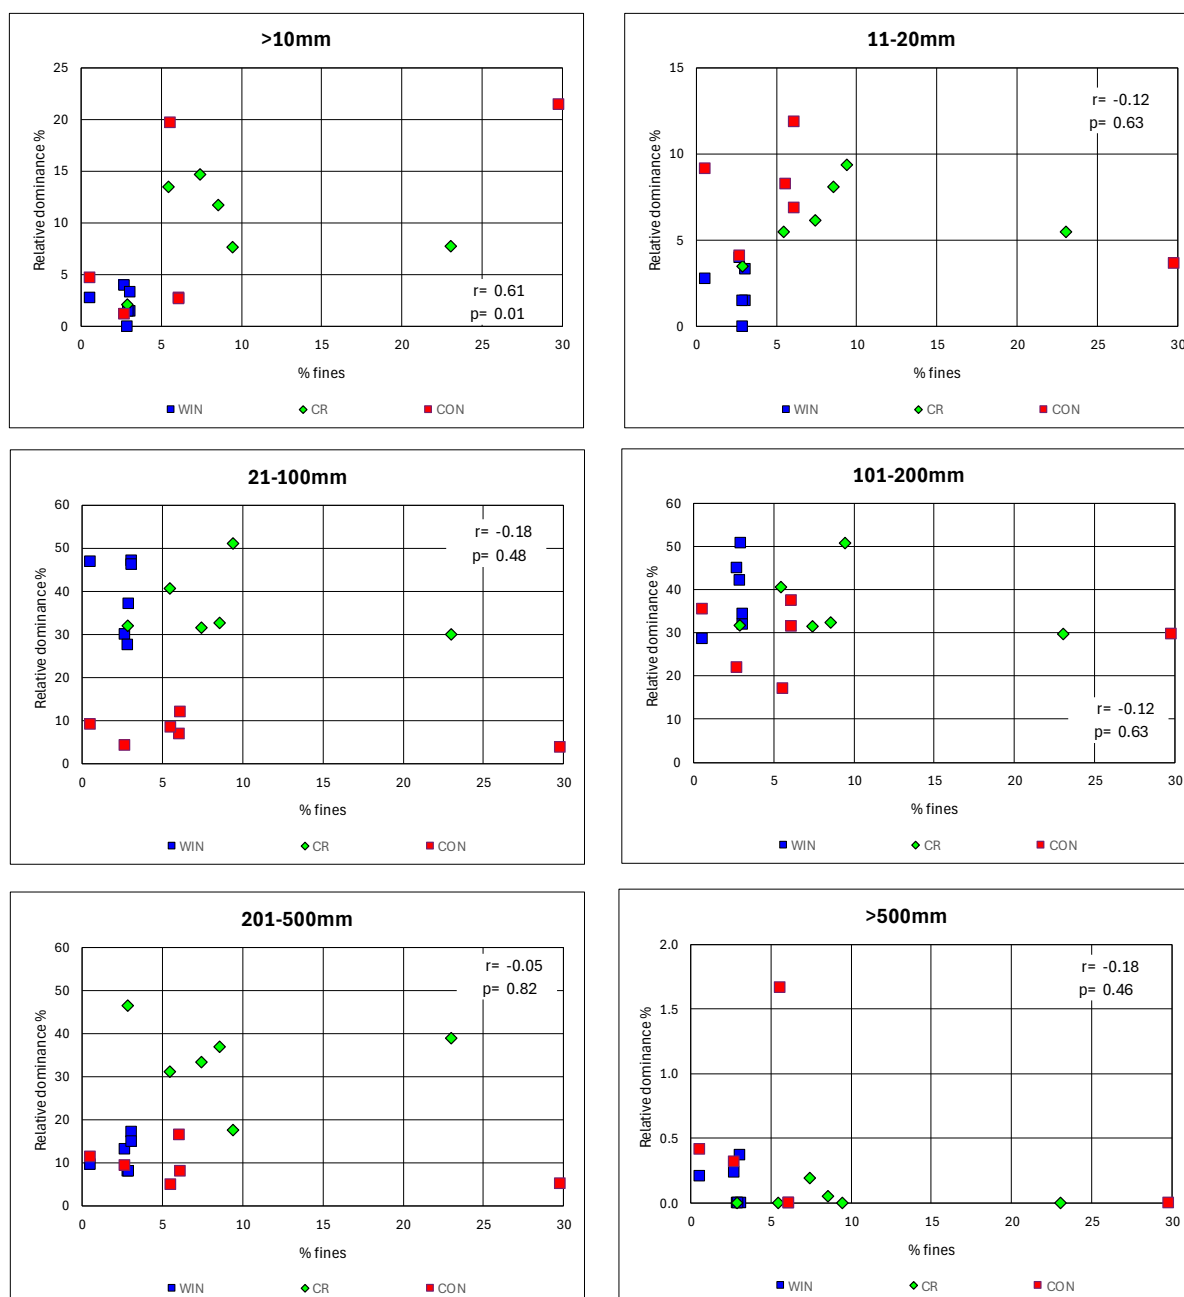 >10mm
25
20
15
10
5
0
Relative dominance %
r= 0.61
p= 0.01
0 5 10 15 20 25 30
% fines
WIN CR CON
11-20mm
15
10
5
0
Relative dominance %
r= -0.12
p= 0.63
0 5 10 15 20 25 30
% fines
WIN CR CON
21-100mm
60
50
40
30
20
10
0
Relative dominance %
r= -0.18
p= 0.48
0 5 10 15 20 25 30
% fines
WIN CR CON
101-200mm
60
50
40
30
20
10
0
Relative dominance %
r= -0.12
p= 0.63
0 5 10 15 20 25 30
% fines
WIN CR CON
201-500mm
60
50
40
30
20
10
0
Relative dominance %
r= -0.05
p= 0.82
0 5 10 15 20 25 30
% fines
WIN CR CON
>500mm
2.0
1.5
1.0
0.5
0.0
Relative dominance %
r= -0.18
p= 0.46
0 5 10 15 20 25 30
% fines
WIN CR CON